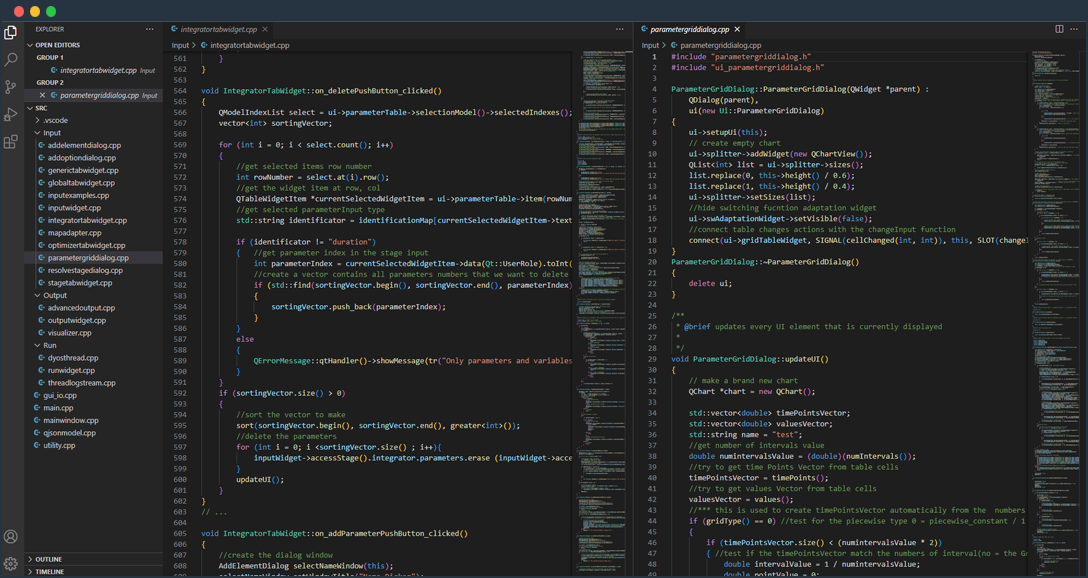 EXPLORER
OPEN EDITORS
GROUP 1
integratortabwidget.cpp Input
GROUP 2
parametergriddialog.cpp Input
SRC
.vscode
Input
addelementdialog.cpp
addoptiondialog.cpp
generictabwidget.cpp
globaltabwidget.cpp
inputexamples.cpp
inputwidget.cpp
integratortabwidget.cpp
mapadapter.cpp
optimizertabwidget.cpp
parametergriddialog.cpp
resolvestagedialog.cpp
stagetabwidget.cpp
Output
advancedoutput.cpp
outputwidget.cpp
visualizer.cpp
Run
dyosthread.cpp
runwidget.cpp
threadlogstream.cpp
gui_io.cpp
main.cpp
mainwindow.cpp
qjsonmodel.cpp
utility.cpp
OUTLINE
TIMELINE
integratortabwidget.cpp
Input > integratortabwidget.cpp
561 }
562 }
563
564 void IntegratorTabWidget::on_deletePushButton_clicked()
565 {
566 QModelIndexList select = ui->parameterTable->selectionModel()->selectedIndexes();
567 vector<int> sortingVector;
568
569 for (int i = 0; i < select.count(); i++)
570 {
571 //get selected items row number
572 int rowNumber = select.at(i).row();
573 //get the widget item at row, col
574 QTableWidgetItem *currentSelectedWidgetItem = ui->parameterTable->item(rowNum
575 //get selected parameterInput type
576 std::string identificator = identificationMap[currentSelectedWidgetItem->text
577
578 if (identificator != "duration")
579 { //get parameter index in the stage input
580 int parameterIndex = currentSelectedWidgetItem->data(Qt::UserRole).toInt(
581 //create a vector contains all parameters numbers that we want to delete
582 if (std::find(sortingVector.begin(), sortingVector.end(), parameterIndex)
583 {
584 sortingVector.push_back(parameterIndex);
585 }
586 }
587 else
588 {
589 QErrorMessage::qtHandler()->showMessage(tr("Only parameters and variables
590 }
591 }
592 if (sortingVector.size() > 0)
593 {
594 //sort the vector to make
595 sort(sortingVector.begin(), sortingVector.end(), greater<int>());
596 //delete the parameters
597 for (int i = 0; i <sortingVector.size() ; i++){
598 inputWidget->accessStage().integrator.parameters.erase (inputWidget->acce
599 }
600 updateUI();
601 }
602 }
603 // ...
604
605 void IntegratorTabWidget::on_addParameterPushButton_clicked()
606 {
607 //create the dialog window
608 AddElementDialog selectNameWindow(this);
parametergriddialog.cpp
Input > parametergriddialog.cpp
1 #include "parametergriddialog.h"
2 #include "ui_parametergriddialog.h"
3
4 ParameterGridDialog::ParameterGridDialog(QWidget *parent) :
5 QDialog(parent),
6 ui(new Ui::ParameterGridDialog)
7 {
8 ui->setupUi(this);
9 // create empty chart
10 ui->splitter->addWidget(new QChartView());
11 QList<int> list = ui->splitter->sizes();
12 list.replace(0, this->height() / 0.6);
13 list.replace(1, this->height() / 0.4);
14 ui->splitter->setSizes(list);
15 //hide switching fucntion adaptation widget
16 ui->swAdaptationWidget->setVisible(false);
17 //connect table changes actions with the changeInput function
18 connect(ui->gridTableWidget, SIGNAL(cellChanged(int, int)), this, SLOT(change
19 }
20 ParameterGridDialog::~ParameterGridDialog()
21 {
22 delete ui;
23 }
24
25 /**
26 * @brief updates every UI element that is currently displayed
27 *
28 */
29 void ParameterGridDialog::updateUI()
30 {
31 // make a brand new chart
32 QChart *chart = new QChart();
33
34 std::vector<double> timePointsVector;
35 std::vector<double> valuesVector;
36 std::string name = "test";
37 //get number of intervals value
38 double numintervalsValue = (double)(numIntervals());
39 //try to get time Points Vector from table cells
40 timePointsVector = timePoints();
41 //try to get values Vector from table cells
42 valuesVector = values();
43 //*** this is used to create timePointsVector automatically from the numbers
44 if (gridType() == 0) //test for the piecewise type 0 = piecewise_constant / 1
45 {
46 if (timePointsVector.size() < (numintervalsValue * 2))
47 { //test if the timePointsVector match the numbers of interval(no = the Gr
48 double intervalValue = 1 / numintervalsValue;
49 double pointValue = 0;